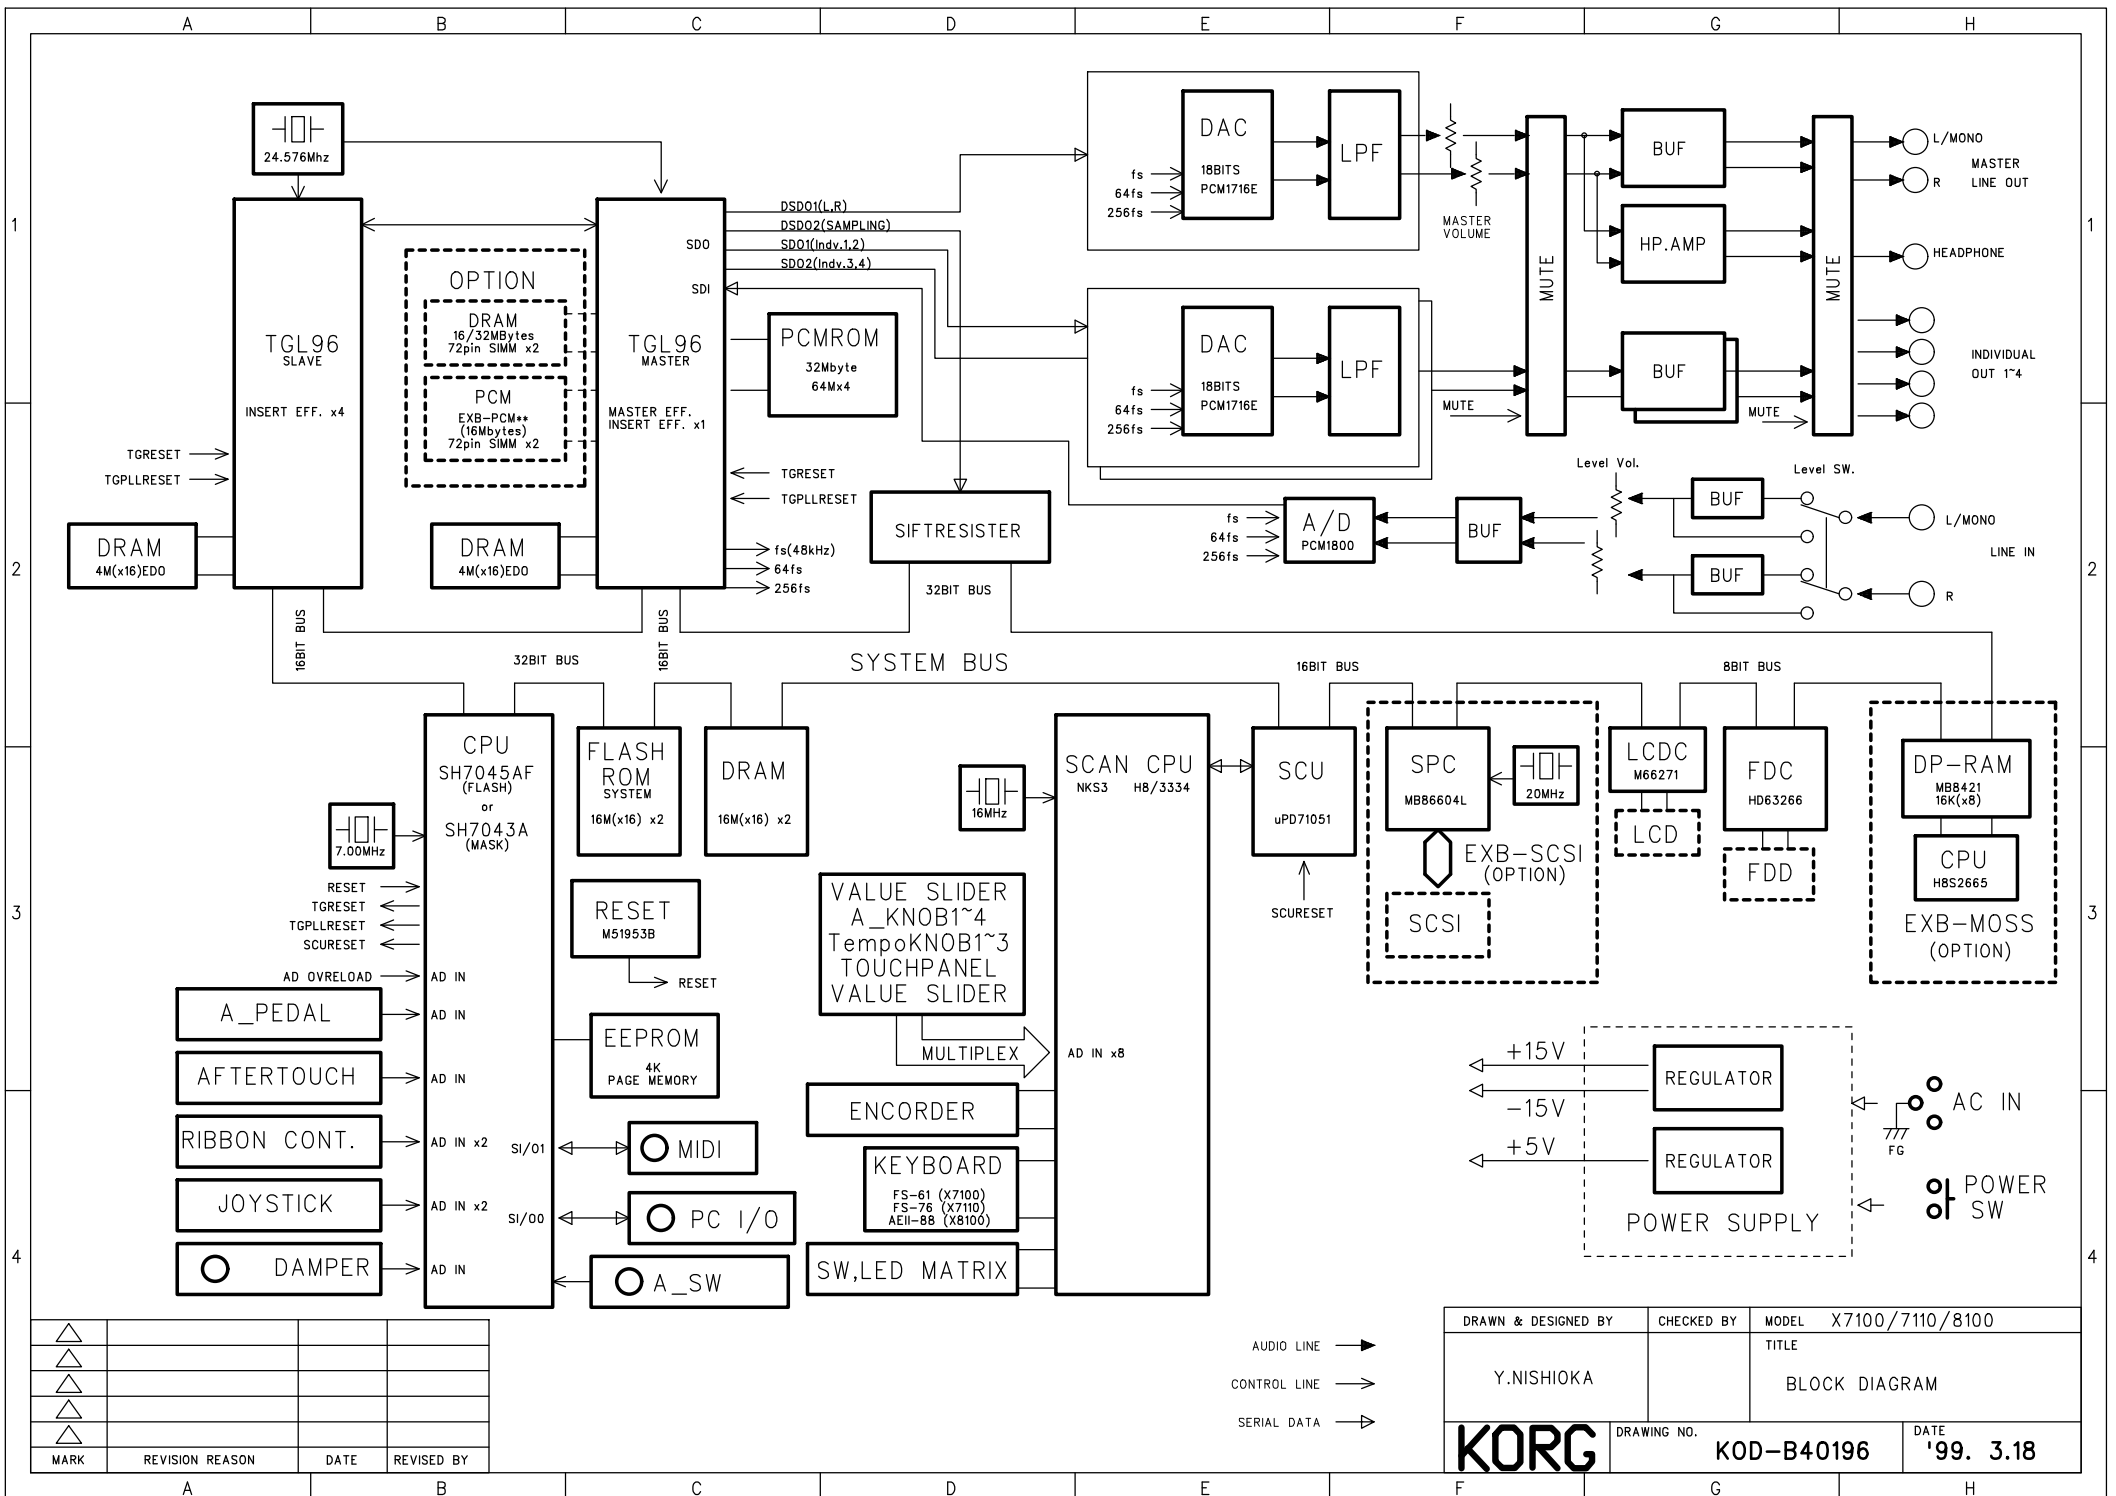 A B C D E F G H
1
2
3
4
24.576Mhz
TGL96
SLAVE
INSERT EFF. x4
TGRESET
TGPLLRESET
DRAM
4M(x16)EDO
OPTION
DRAM
16/32MBytes
72pin SIMM x2
PCM
EXB-PCM**
(16Mbytes)
72pin SIMM x2
DRAM
4M(x16)EDO
TGL96
MASTER
SDO
SDI
MASTER EFF.
INSERT EFF. x1
DSDO1(L,R)
DSDO2(SAMPLING)
SDO1(Indv.1,2)
SDO2(Indv.3,4)
PCMROM
32Mbyte
64Mx4
TGRESET
TGPLLRESET
fs(48kHz)
64fs
256fs
SIFTRESISTER
DAC
18BITS
PCM1716E
fs
64fs
256fs
LPF
MASTER
VOLUME
MUTE
BUF
HP.AMP
MUTE
L/MONO
MASTER
R LINE OUT
HEADPHONE
DAC
18BITS
PCM1716E
fs
64fs
256fs
LPF
MUTE
BUF
MUTE
INDIVIDUAL
OUT 1~4
fs
64fs
256fs
A/D
PCM1800
BUF
Level Vol.
BUF
BUF
Level SW.
L/MONO
LINE IN
R
16BIT BUS
32BIT BUS
16BIT BUS
32BIT BUS
SYSTEM BUS
16BIT BUS
8BIT BUS
CPU
SH7045AF
(FLASH)
or
SH7043A
(MASK)
7.00MHz
RESET
TGRESET
TGPLLRESET
SCURESET
AD OVRELOAD
AD IN
A_PEDAL
AD IN
AFTERTOUCH
AD IN
RIBBON CONT.
AD IN x2
JOYSTICK
AD IN x2
DAMPER
AD IN
SI/O1
SI/O0
FLASH
ROM
SYSTEM
16M(x16) x2
DRAM
16M(x16) x2
RESET
M51953B
RESET
EEPROM
4K
PAGE MEMORY
MIDI
PC I/O
A_SW
16MHz
VALUE SLIDER
A_KNOB1~4
TempoKNOB1~3
TOUCHPANEL
VALUE SLIDER
MULTIPLEX
ENCORDER
KEYBOARD
FS-61 (X7100)
FS-76 (X7110)
AEII-88 (X8100)
SW,LED MATRIX
SCAN CPU
NKS3 H8/3334
AD IN x8
SCU
uPD71051
SCURESET
SPC
MB86604L
20MHz
EXB-SCSI
(OPTION)
SCSI
LCDC
M66271
LCD
FDC
HD63266
FDD
DP-RAM
MB8421
16K(x8)
CPU
H8S2665
EXB-MOSS
(OPTION)
+15V
-15V
+5V
REGULATOR
REGULATOR
POWER SUPPLY
AC IN
FG
POWER
SW
AUDIO LINE
CONTROL LINE
SERIAL DATA
MARK REVISION REASON DATE REVISED BY
DRAWN & DESIGNED BY
Y.NISHIOKA
CHECKED BY
MODEL X7100/7110/8100
TITLE
BLOCK DIAGRAM
KORG
DRAWING NO.
KOD-B40196
DATE
'99. 3.18
1
2
3
4
A B C D E F G H